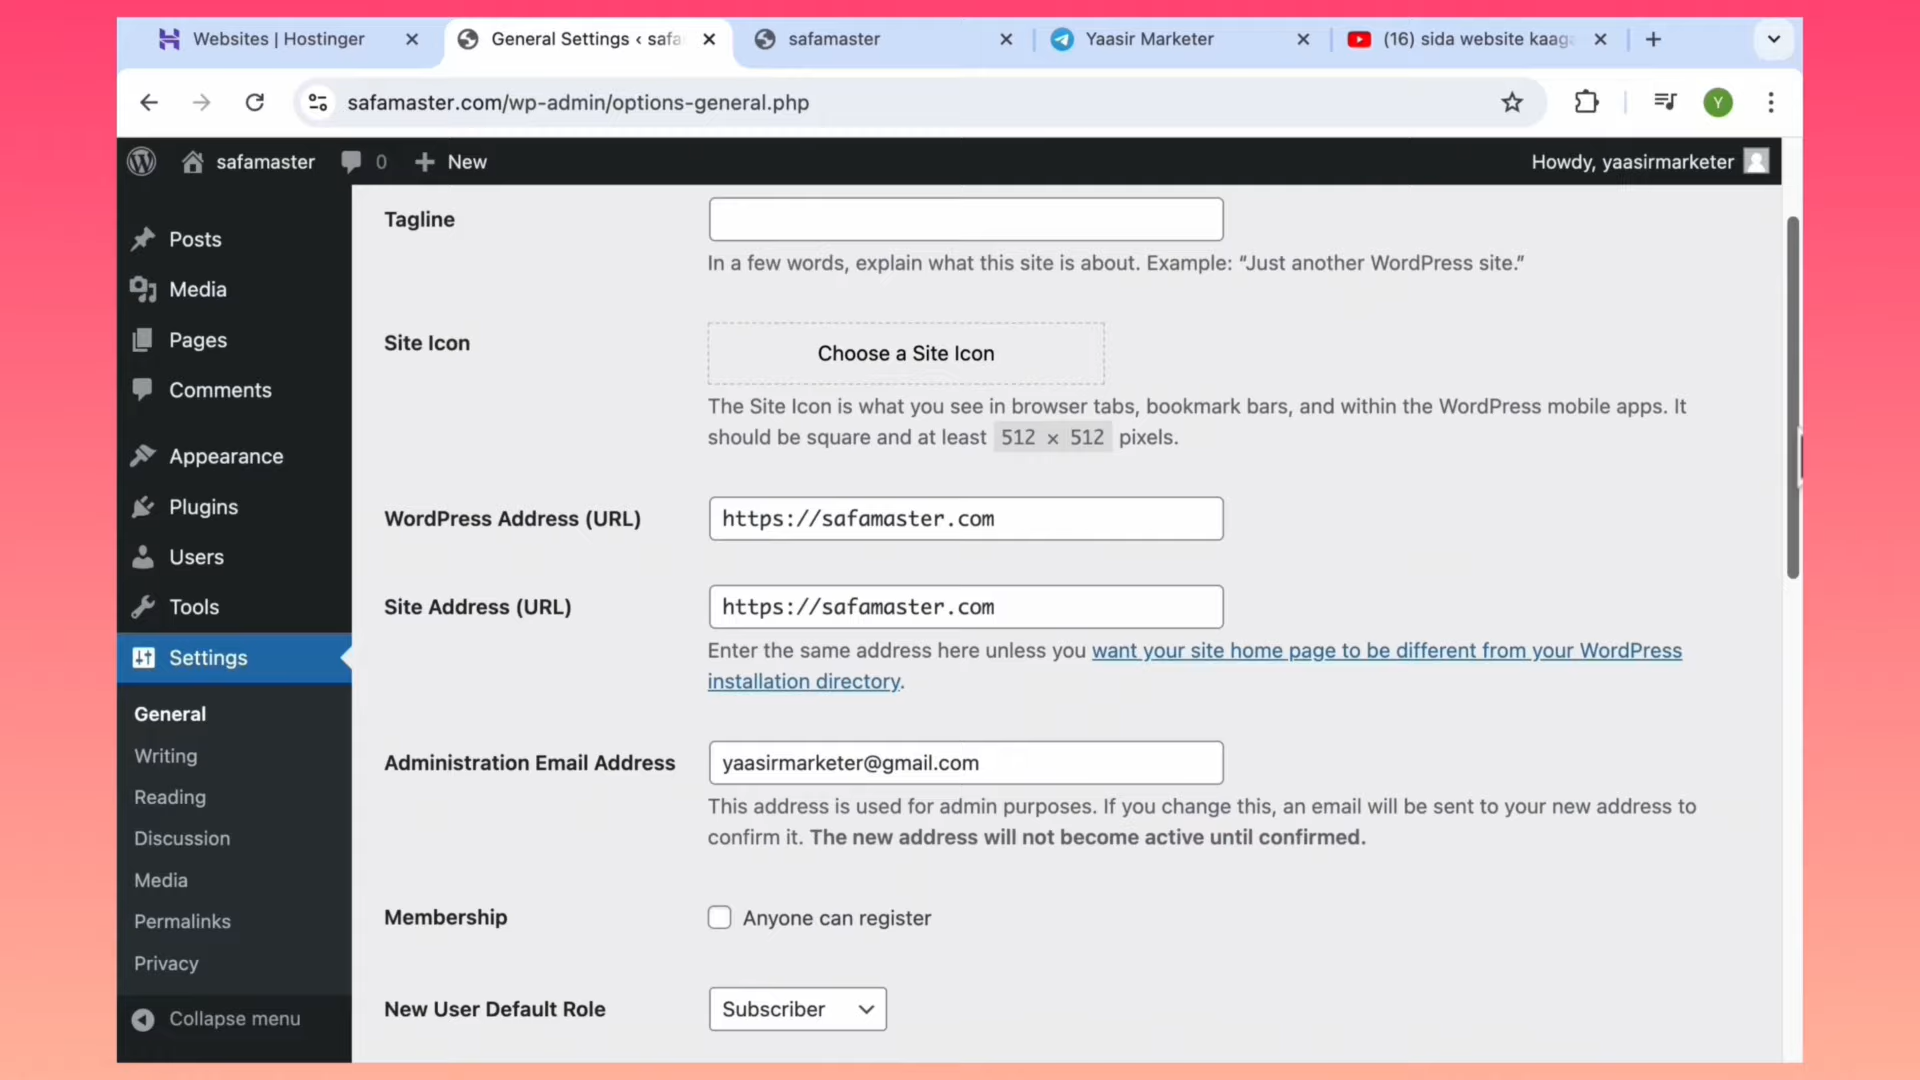 Websites | Hostinger
General Settings ‹ safa
safamaster
Yaasir Marketer
(16) sida website kaag
safamaster.com/wp-admin/options-general.php
Y
safamaster
0
New
Howdy, yaasirmarketer
Posts
Media
Pages
Comments
Appearance
Plugins
Users
Tools
Settings
General
Writing
Reading
Discussion
Media
Permalinks
Privacy
Collapse menu
Tagline
In a few words, explain what this site is about. Example: “Just another WordPress site.”
Site Icon
Choose a Site Icon
The Site Icon is what you see in browser tabs, bookmark bars, and within the WordPress mobile apps. It
should be square and at least 512 × 512 pixels.
WordPress Address (URL)
https://safamaster.com
Site Address (URL)
https://safamaster.com
Enter the same address here unless you want your site home page to be different from your WordPress
installation directory.
Administration Email Address
yaasirmarketer@gmail.com
This address is used for admin purposes. If you change this, an email will be sent to your new address to
confirm it. The new address will not become active until confirmed.
Membership
Anyone can register
New User Default Role
Subscriber